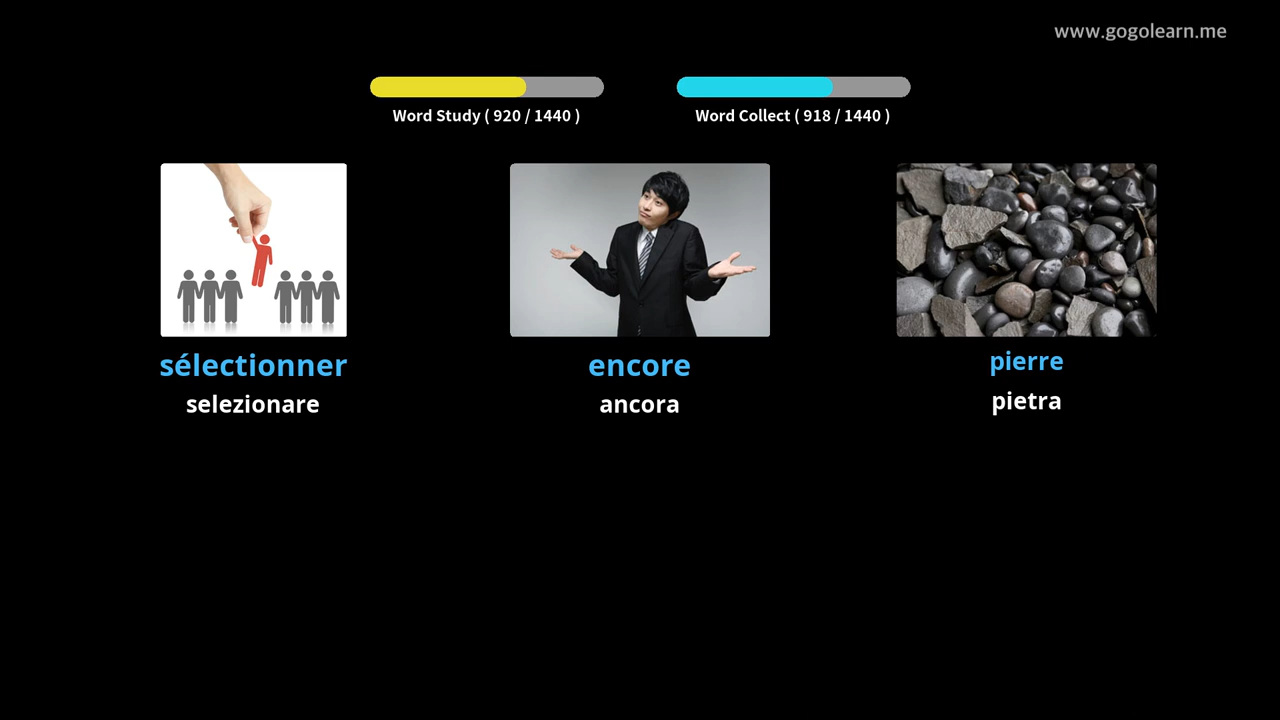 www.gogolearn.me
Word Study ( 920 / 1440 )
Word Collect ( 918 / 1440 )
sélectionner
selezionare
encore
ancora
pierre
pietra